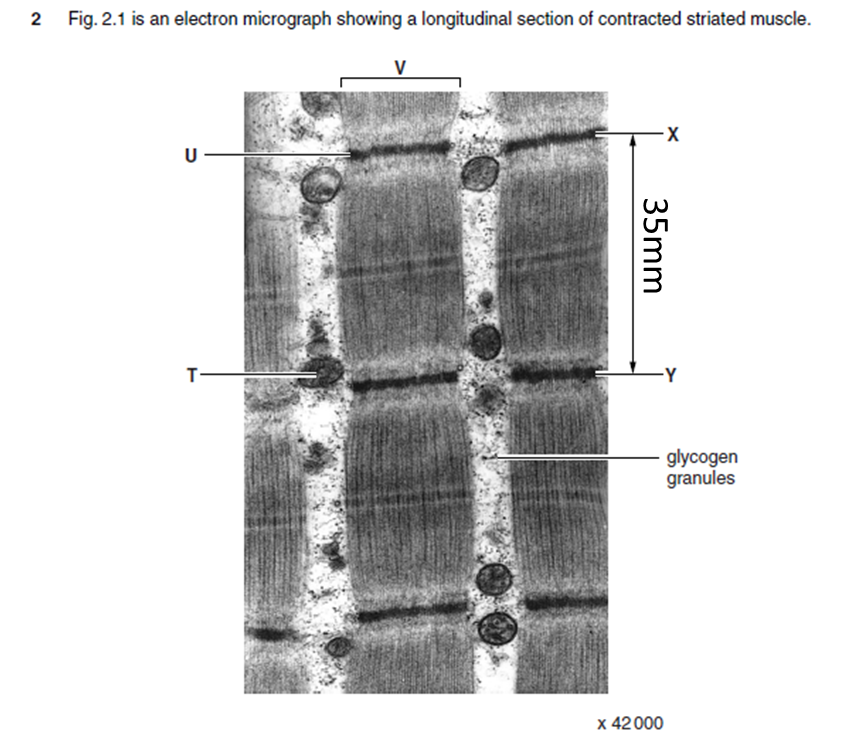 2 Fig. 2.1 is an electron micrograph showing a longitudinal section of contracted striated muscle.
V
U
X
35mm
T
Y
glycogen
granules
x 42 000